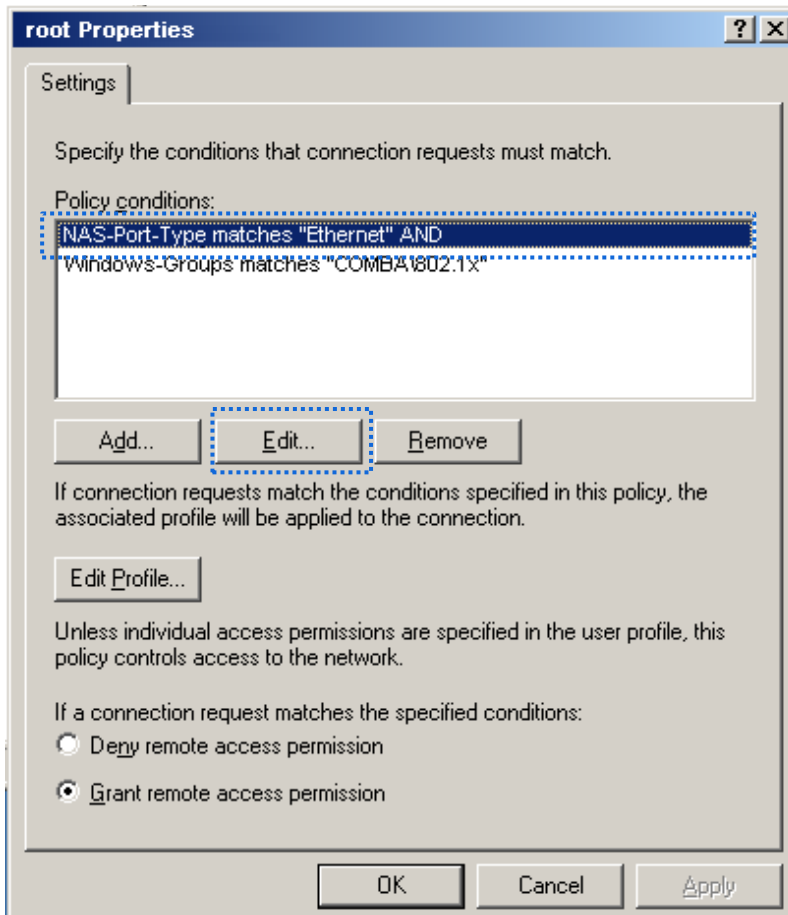 root Properties
Settings
Specify the conditions that connection requests must match.
Policy conditions:
NAS-Port-Type matches "Ethernet" AND
Windows-Groups matches "COMBA\802.1x"
Add... Edit... Remove
If connection requests match the conditions specified in this policy, the
associated profile will be applied to the connection.
Edit Profile...
Unless individual access permissions are specified in the user profile, this
policy controls access to the network.
If a connection request matches the specified conditions:
Deny remote access permission
Grant remote access permission
OK Cancel Apply